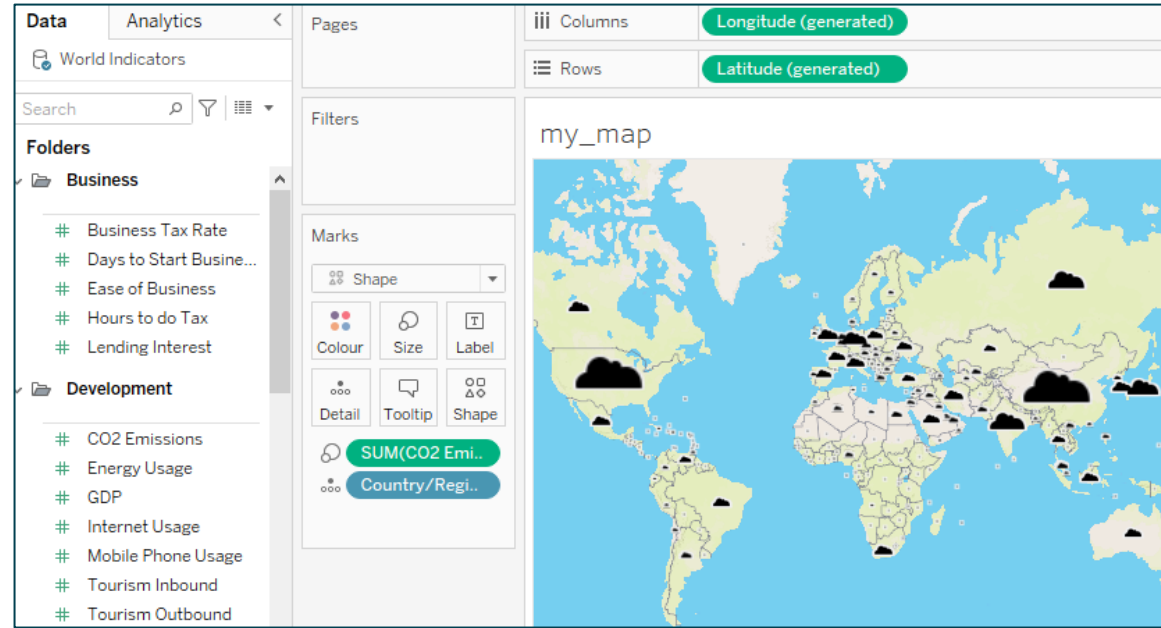 Data Analytics <
World Indicators
Search
Folders
Business
# Business Tax Rate
# Days to Start Busine...
# Ease of Business
# Hours to do Tax
# Lending Interest
Development
# CO2 Emissions
# Energy Usage
# GDP
# Internet Usage
# Mobile Phone Usage
# Tourism Inbound
# Tourism Outbound
Pages
Filters
Marks
Shape
Colour Size T Label
Detail Tooltip Shape
SUM(CO2 Emi..
Country/Regi..
iii Columns Longitude (generated)
Rows Latitude (generated)
my_map